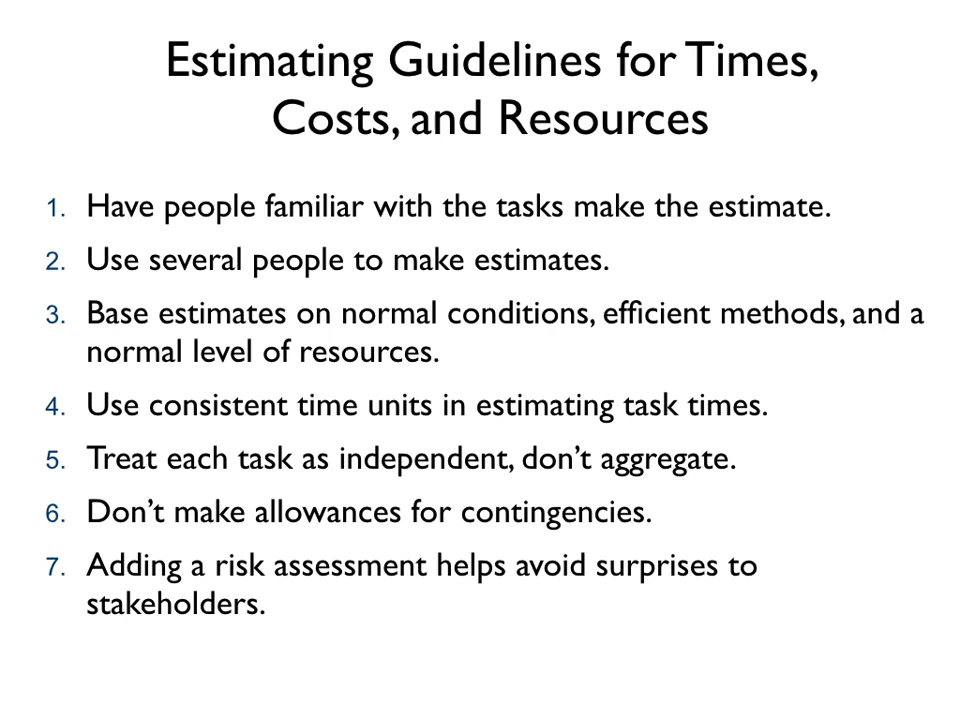 Estimating Guidelines for Times,
Costs, and Resources
1. Have people familiar with the tasks make the estimate.
2. Use several people to make estimates.
3. Base estimates on normal conditions, efficient methods, and a
normal level of resources.
4. Use consistent time units in estimating task times.
5. Treat each task as independent, don’t aggregate.
6. Don’t make allowances for contingencies.
7. Adding a risk assessment helps avoid surprises to
stakeholders.